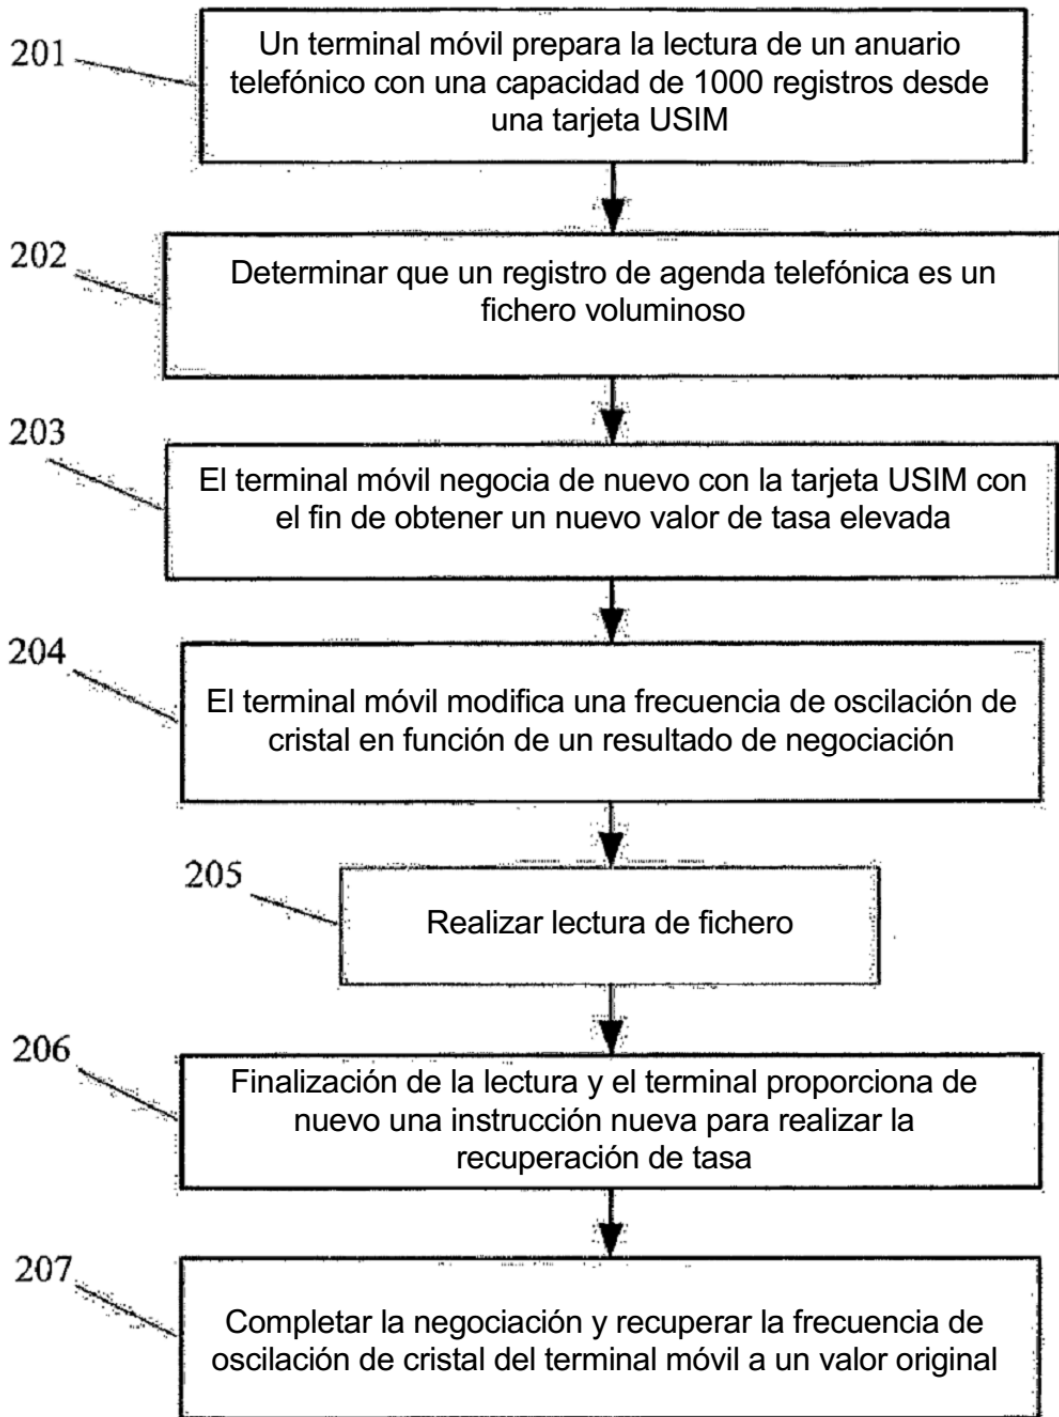 201
Un terminal móvil prepara la lectura de un anuario
telefónico con una capacidad de 1000 registros desde
una tarjeta USIM
202
Determinar que un registro de agenda telefónica es un
fichero voluminoso
203
El terminal móvil negocia de nuevo con la tarjeta USIM con
el fin de obtener un nuevo valor de tasa elevada
204
El terminal móvil modifica una frecuencia de oscilación de
cristal en función de un resultado de negociación
205
Realizar lectura de fichero
206
Finalización de la lectura y el terminal proporciona de
nuevo una instrucción nueva para realizar la
recuperación de tasa
207
Completar la negociación y recuperar la frecuencia de
oscilación de cristal del terminal móvil a un valor original